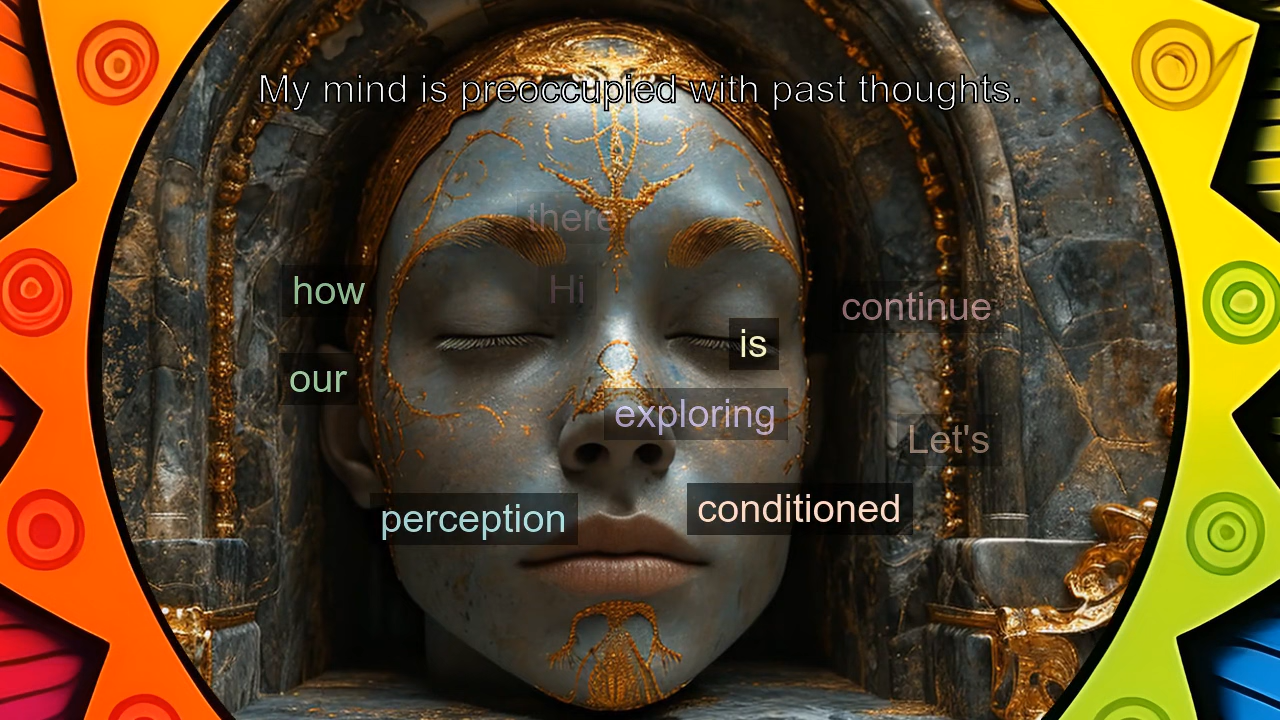 My mind is preoccupied with past thoughts.
there
Hi
how
continue
is
our
exploring
Let's
perception
conditioned